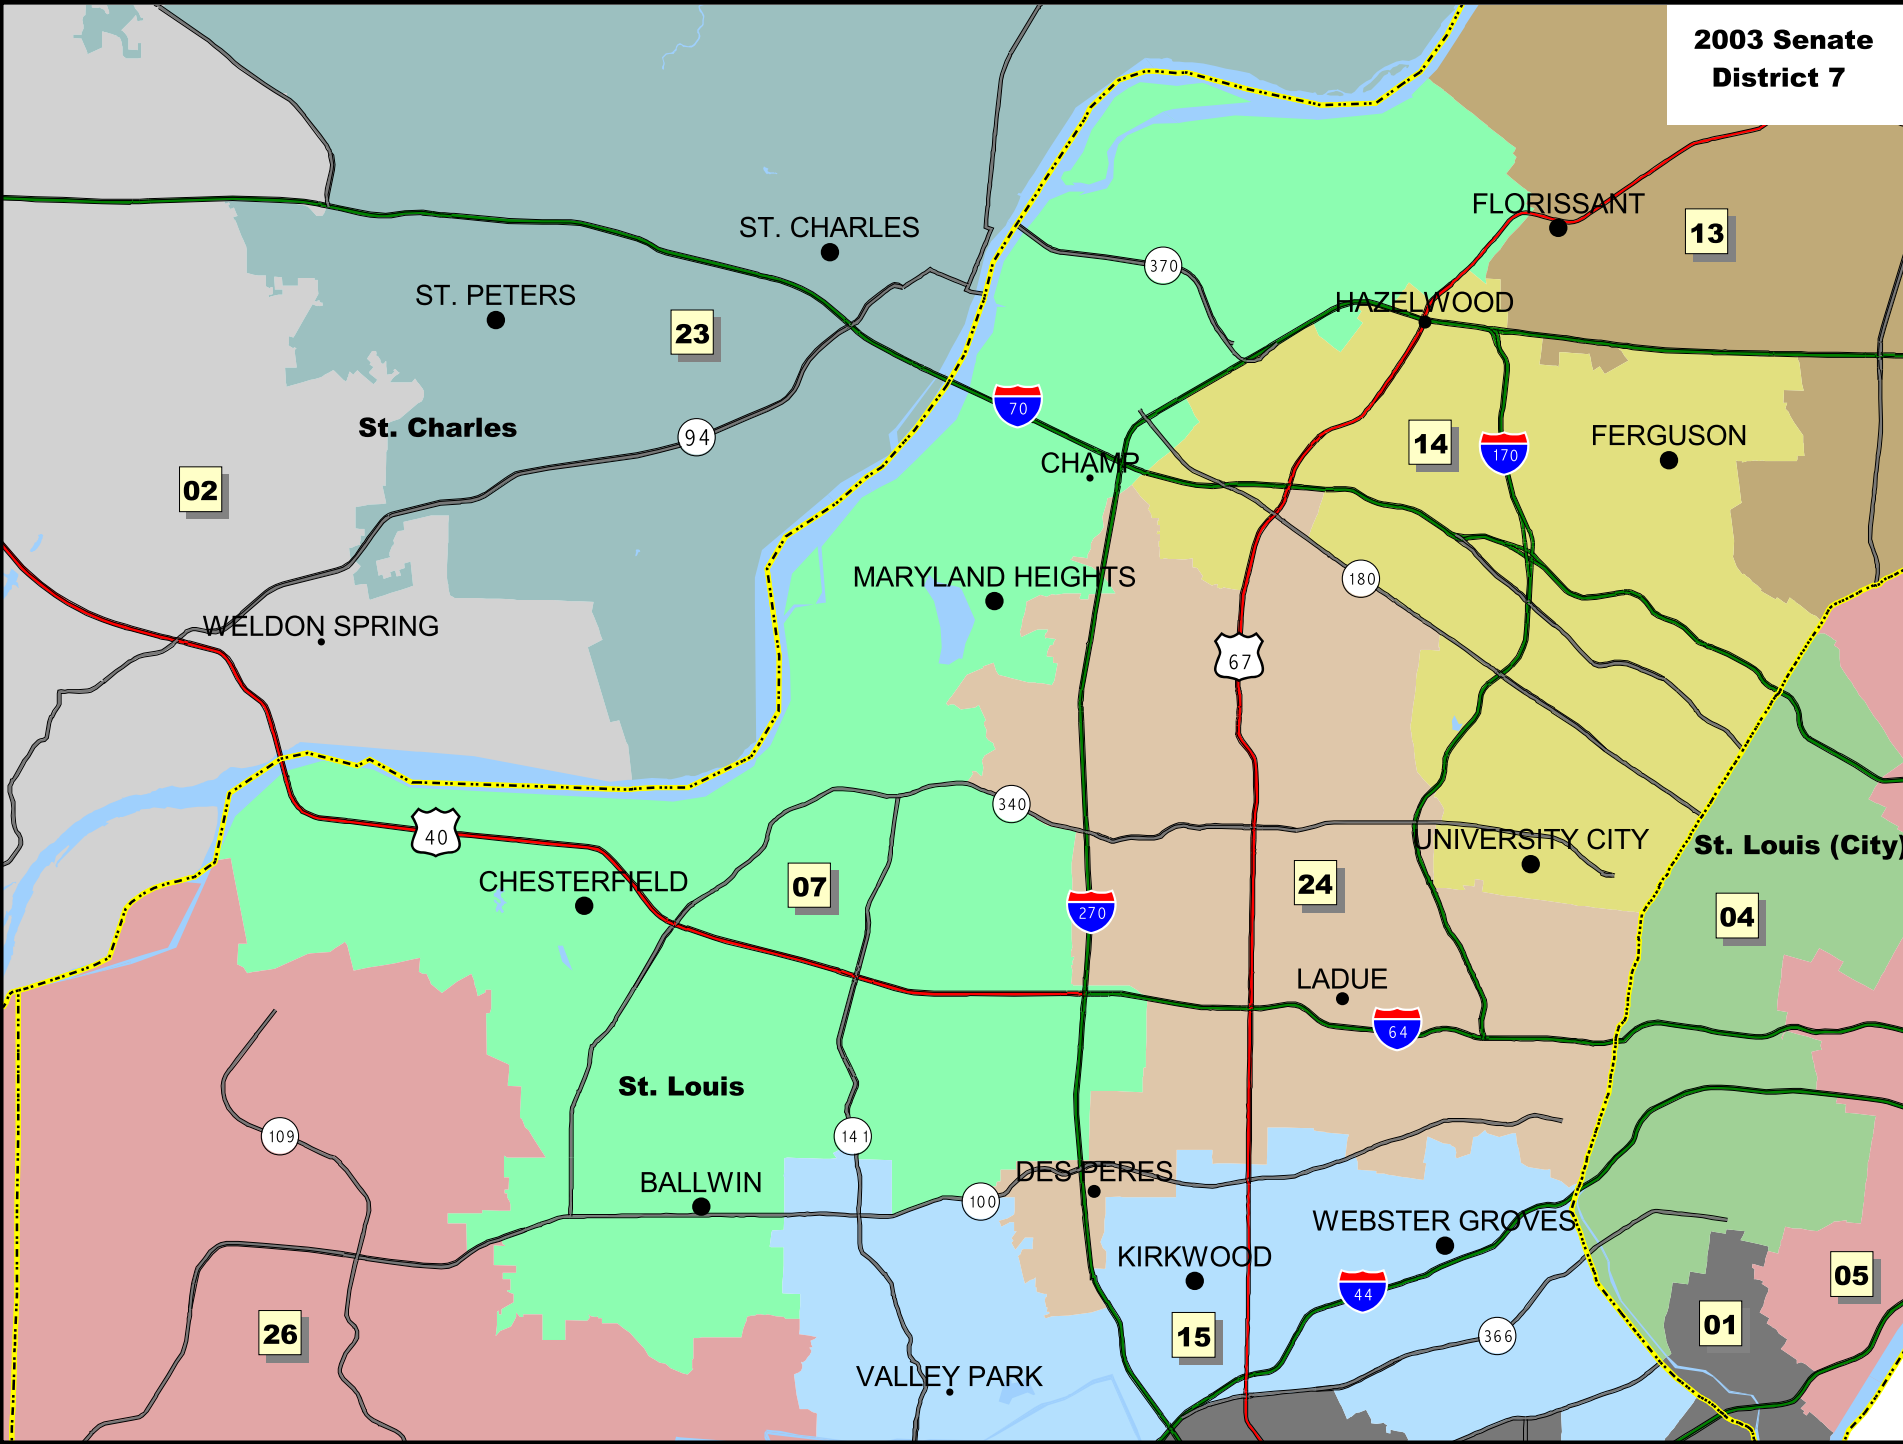 2003 Senate
District 7
FLORISSANT
13
ST. CHARLES
370
ST. PETERS
HAZELWOOD
23
70
St. Charles
94
14
170
FERGUSON
CHAMP
02
MARYLAND HEIGHTS
180
WELDON SPRING
67
340
40
UNIVERSITY CITY
St. Louis (City)
CHESTERFIELD
07
24
270
04
LADUE
64
St. Louis
109
141
DES PERES
BALLWIN
100
WEBSTER GROVES
KIRKWOOD
05
44
26
15
366
01
VALLEY PARK